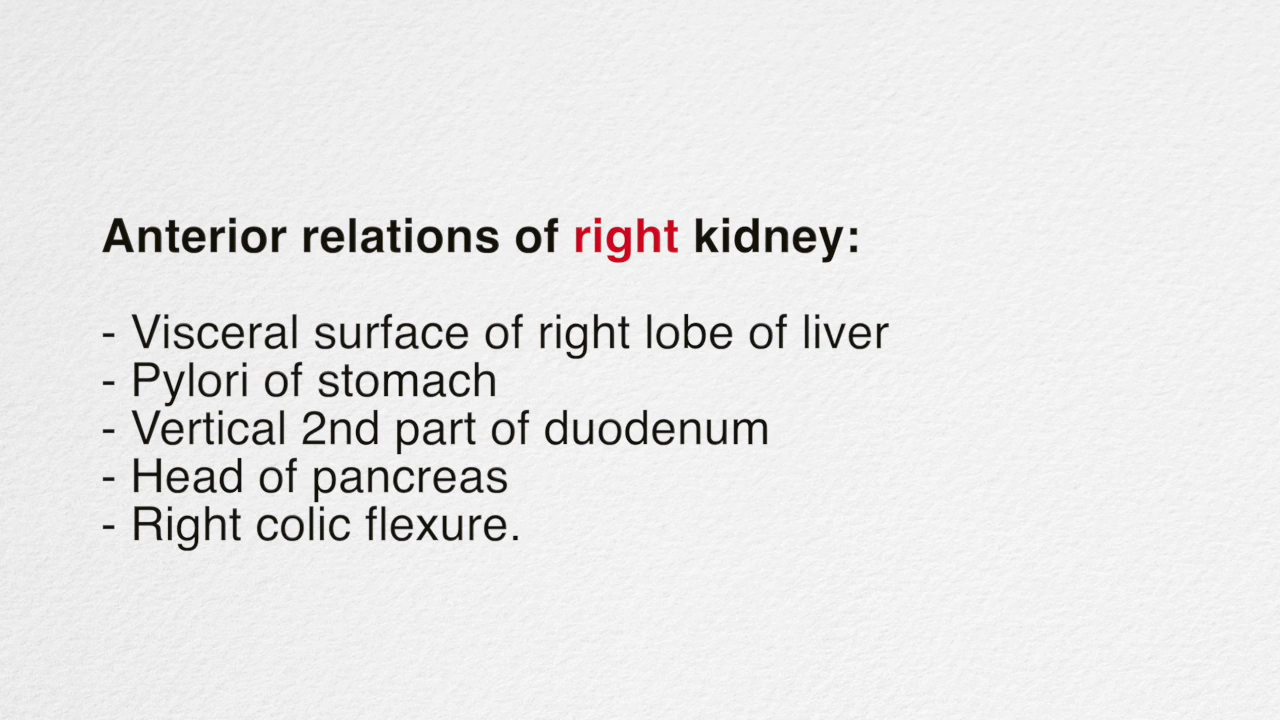 Anterior relations of right kidney:
- Visceral surface of right lobe of liver
- Pylori of stomach
- Vertical 2nd part of duodenum
- Head of pancreas
- Right colic flexure.